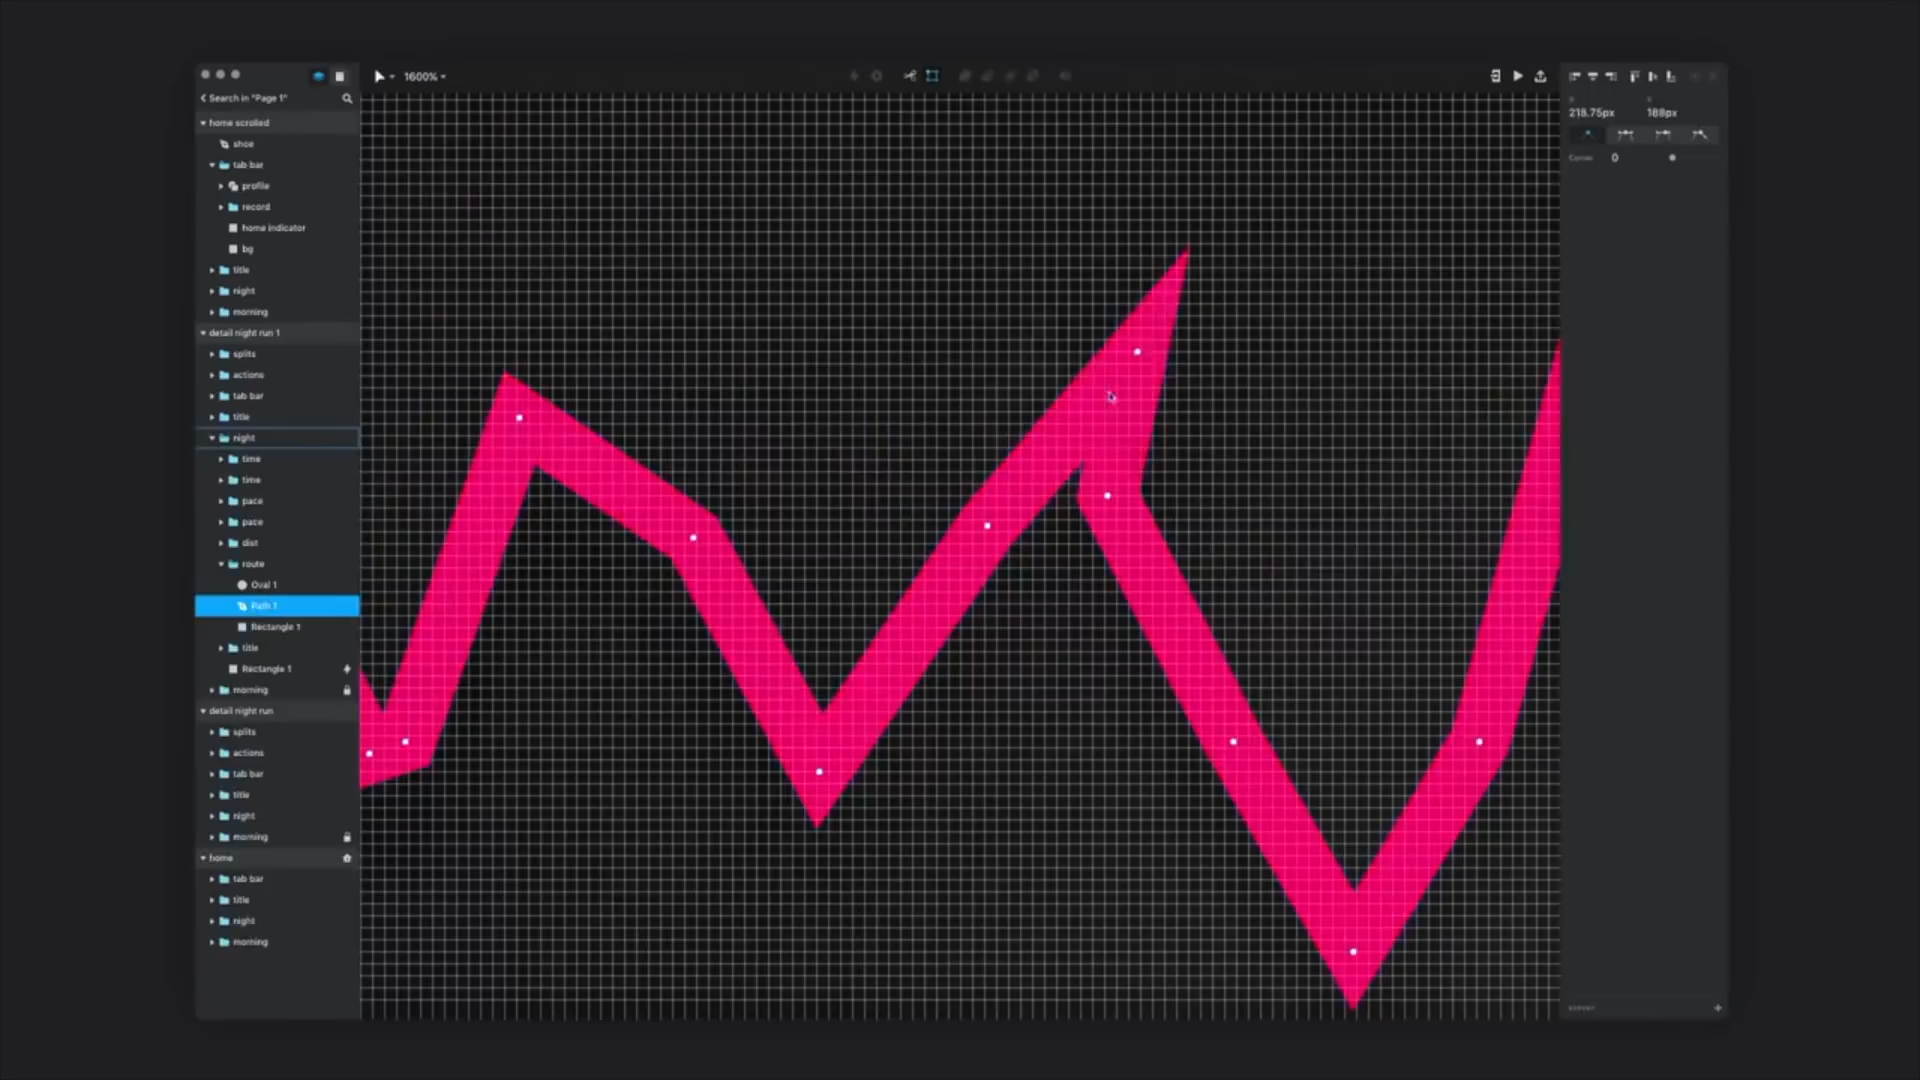 1600%
Search in "Page 1"
home scrolled
shoe
tab bar
profile
record
home indicator
bg
title
night
morning
detail night run 1
splits
actions
tab bar
title
night
time
time
pace
pace
dist
route
Oval 1
Path 1
Rectangle 1
title
Rectangle 1
morning
detail night run
splits
actions
tab bar
title
night
morning
home
tab bar
title
night
morning
218.75px 188px
Corner 0
EXPORT